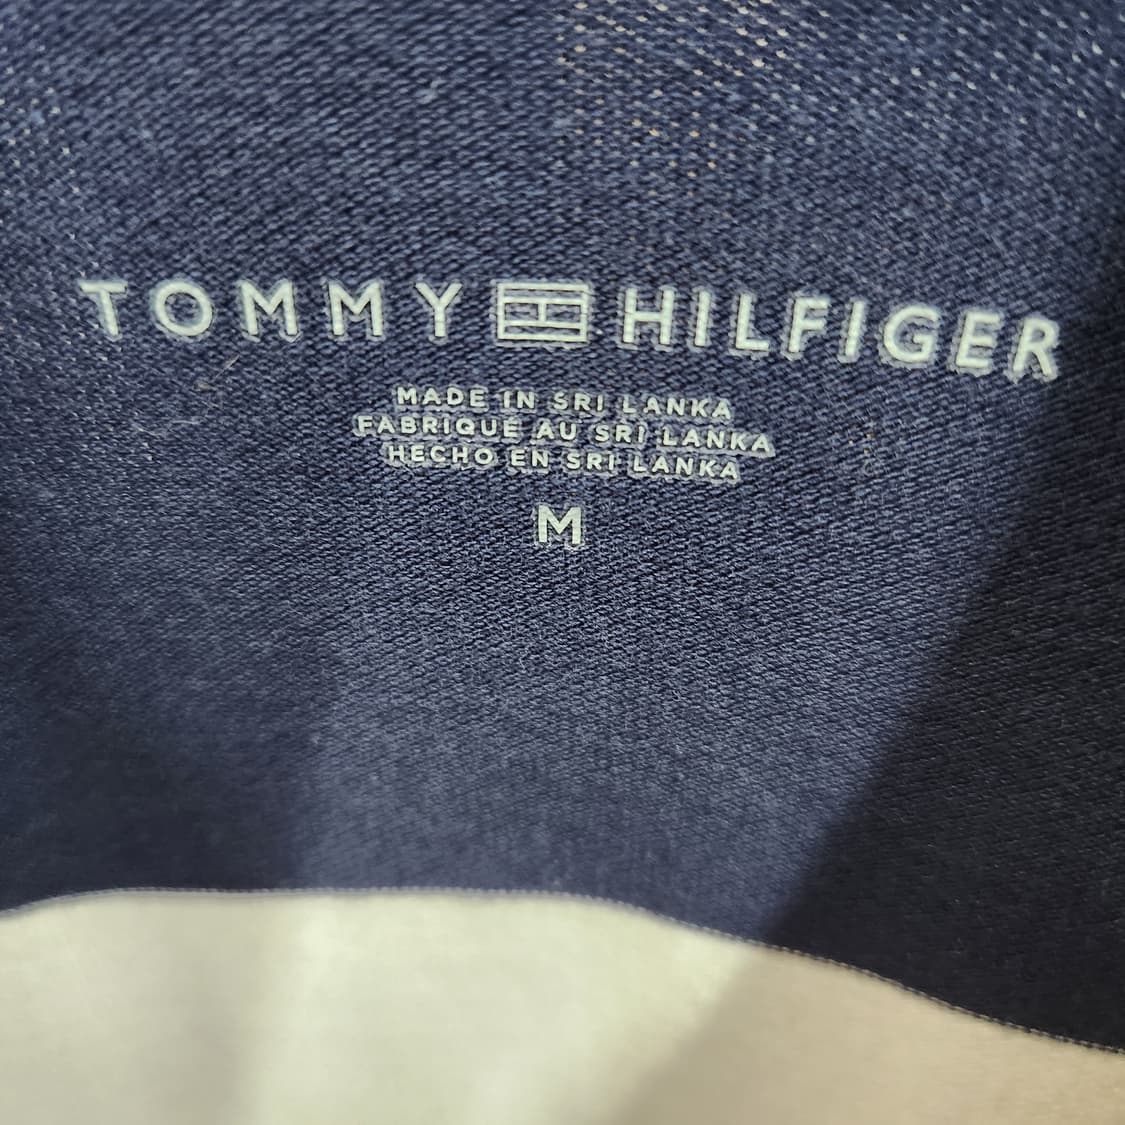 TOMMY HILFIGER
MADE IN SRI LANKA
FABRIQUÉ AU SRI LANKA
HECHO EN SRI LANKA
M